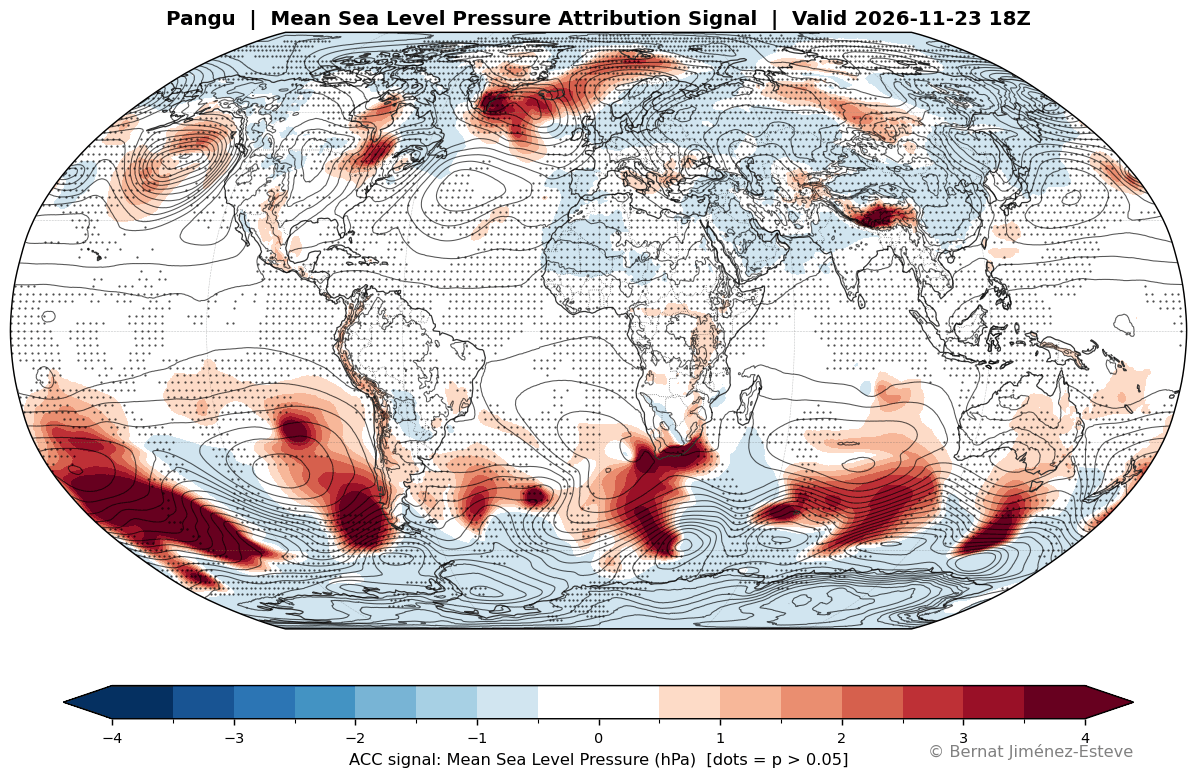 Pangu | Mean Sea Level Pressure Attribution Signal | Valid 2026-11-23 18Z
−4 −3 −2 −1 0 1 2 3 4
© Bernat Jiménez-Esteve
ACC signal: Mean Sea Level Pressure (hPa) [dots = p > 0.05]